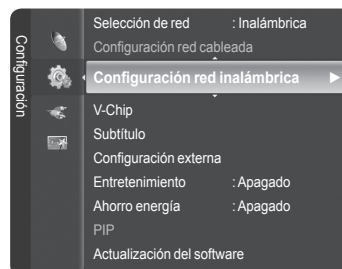 Configuración
Selección de red : Inalámbrica
Configuración red cableada
Configuración red inalámbrica
V-Chip
Subtítulo
Configuración externa
Entretenimiento : Apagado
Ahorro energía : Apagado
PIP
Actualización del software